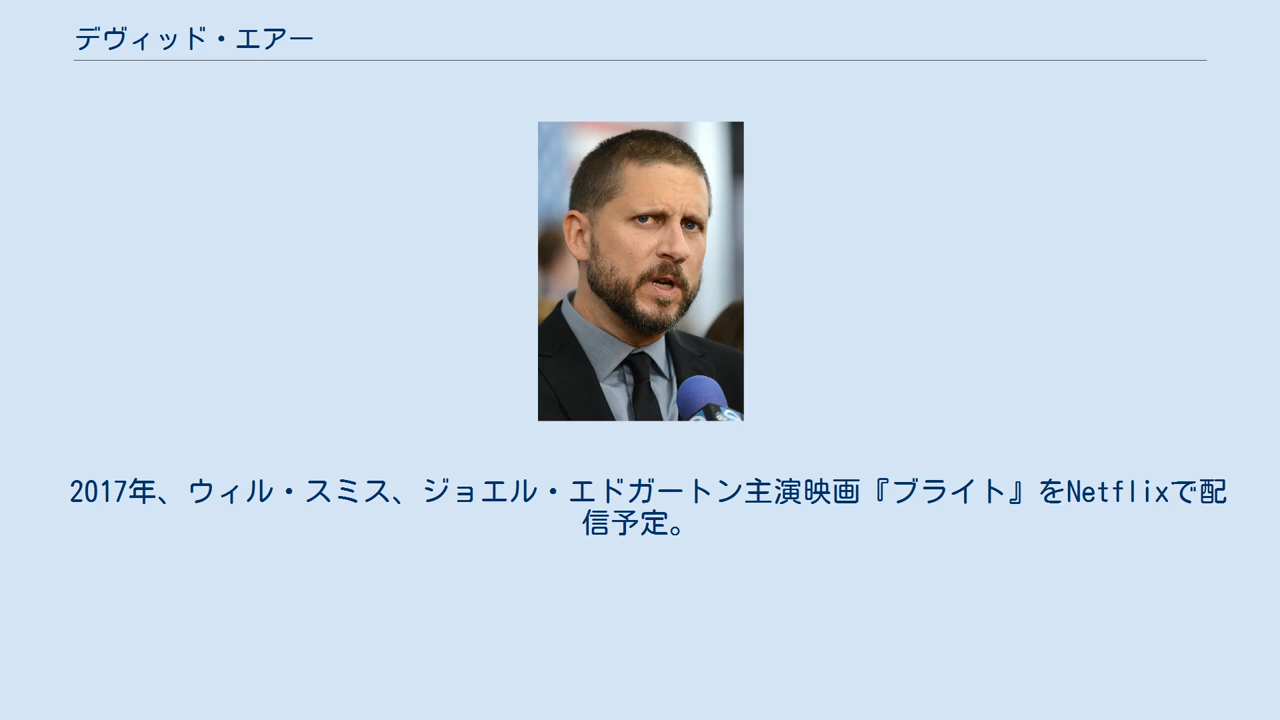 デヴィッド・エアー
2017年、ウィル・スミス、ジョエル・エドガートン主演映画『ブライト』をNetflixで配
信予定。